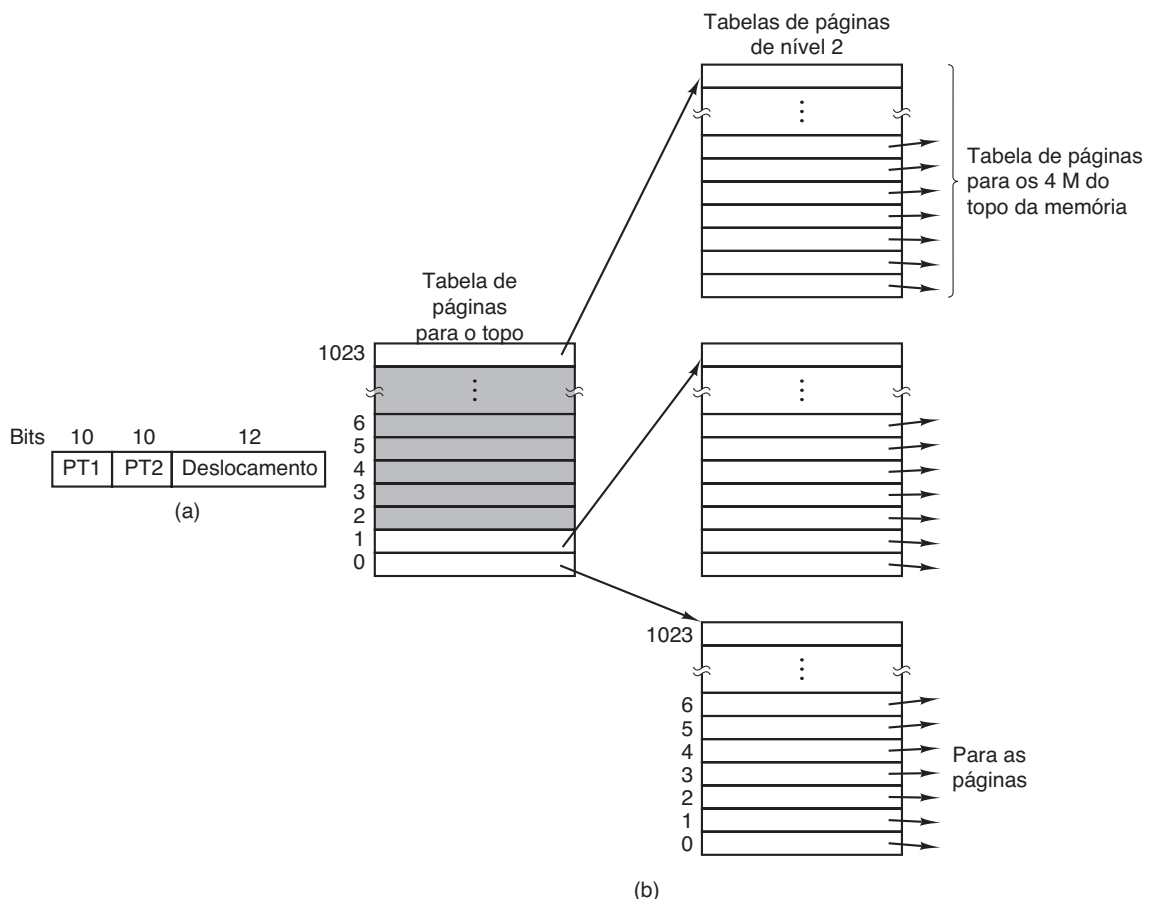 Tabelas de páginas
de nível 2
Tabela de páginas
para os 4 M do
topo da memória
Tabela de
páginas
para o topo
1023
6
5
4
3
2
1
0
Bits 10 10 12
PT1 PT2 Deslocamento
(a)
1023
6
5
4
3
2
1
0
Para as
páginas
(b)